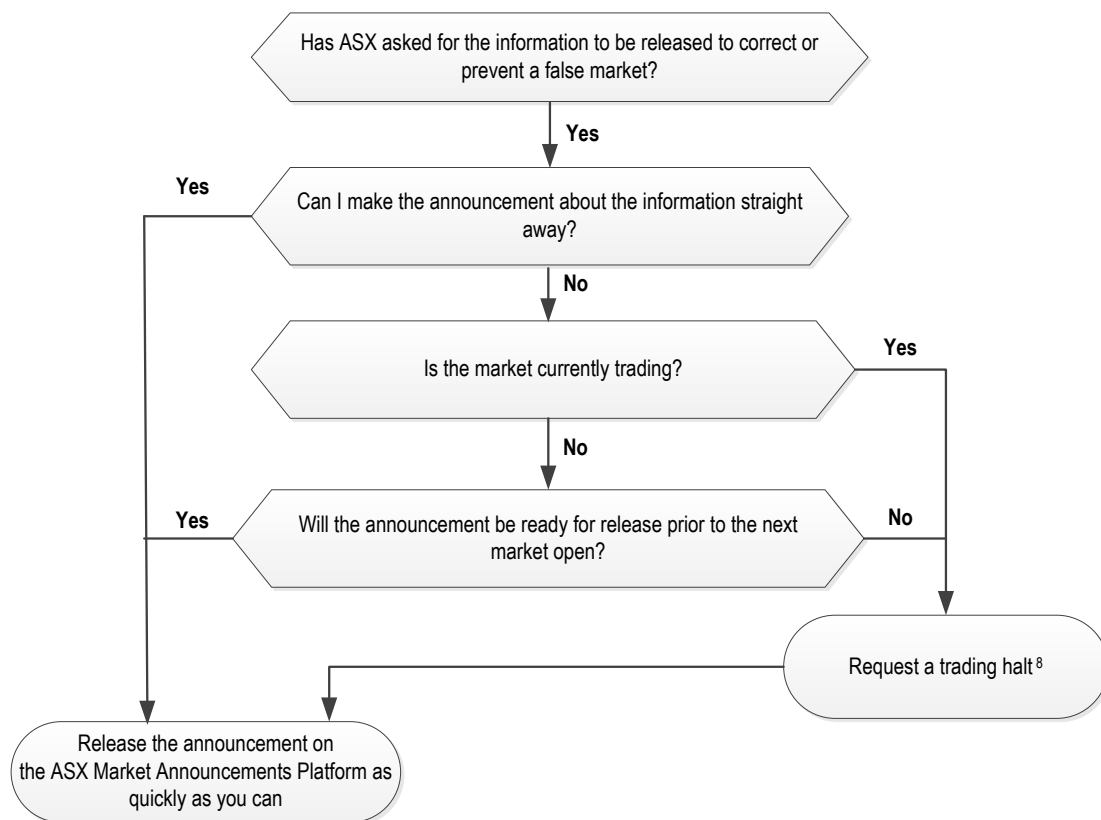 Has ASX asked for the information to be released to correct or
prevent a false market?
Yes
Yes
Can I make the announcement about the information straight
away?
No
Is the market currently trading?
Yes
No
Yes
Will the announcement be ready for release prior to the next
market open?
No
Request a trading halt 8
Release the announcement on
the ASX Market Announcements Platform as
quickly as you can